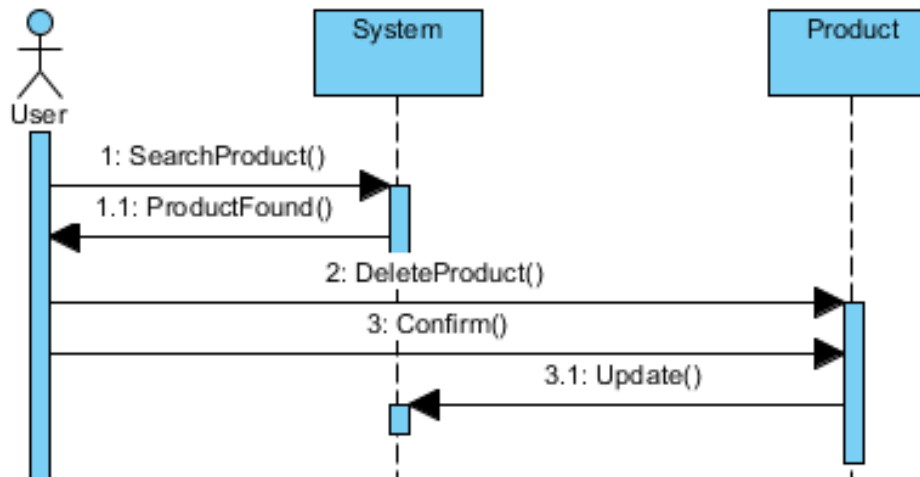 System
Product
User
1: SearchProduct()
1.1: ProductFound()
2: DeleteProduct()
3: Confirm()
3.1: Update()